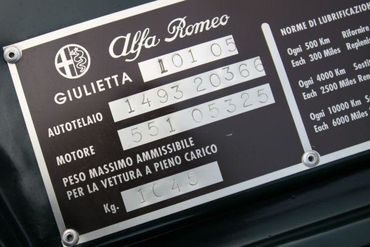 Alfa Romeo
GIULIETTA 101 05
AUTOTELAIO 1493 20366
MOTORE 551 05325
PESO MASSIMO AMMISSIBILE
PER LA VETTURA A PIENO CARICO
Kg. 1C45
NORME DI LUBRIFICAZIO
Ogni 500 Km
Each 300 Miles
Ogni 4000 Km
Each 2500 Miles
Ogni 10000 Km
Each 6000 Miles